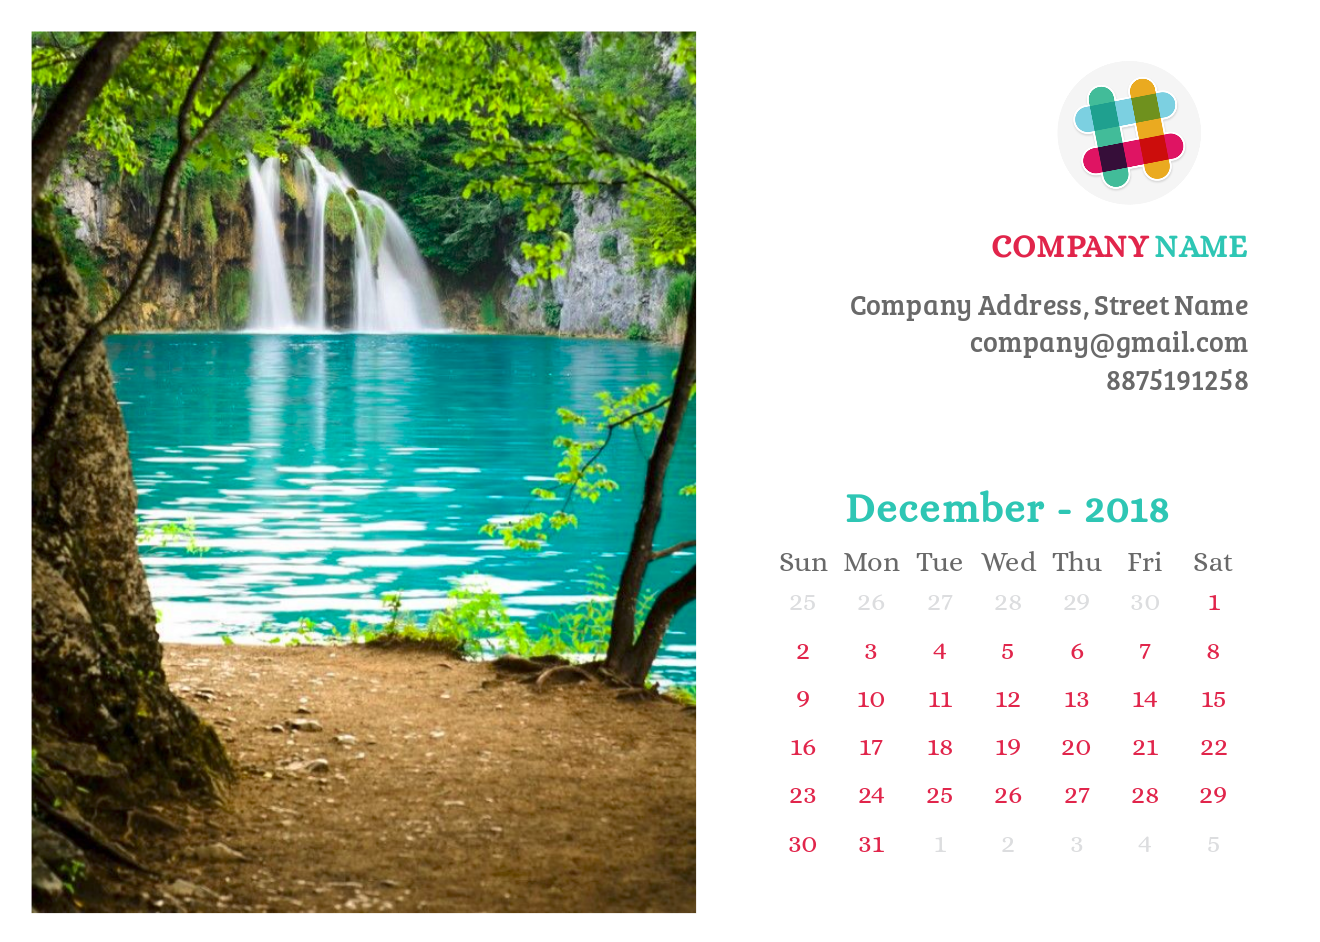 COMPANY NAME
Company Address, Street Name
company@gmail.com
8875191258
December - 2018
Sun Mon Tue Wed Thu Fri Sat
25 26 27 28 29 30 1
2 3 4 5 6 7 8
9 10 11 12 13 14 15
16 17 18 19 20 21 22
23 24 25 26 27 28 29
30 31 1 2 3 4 5